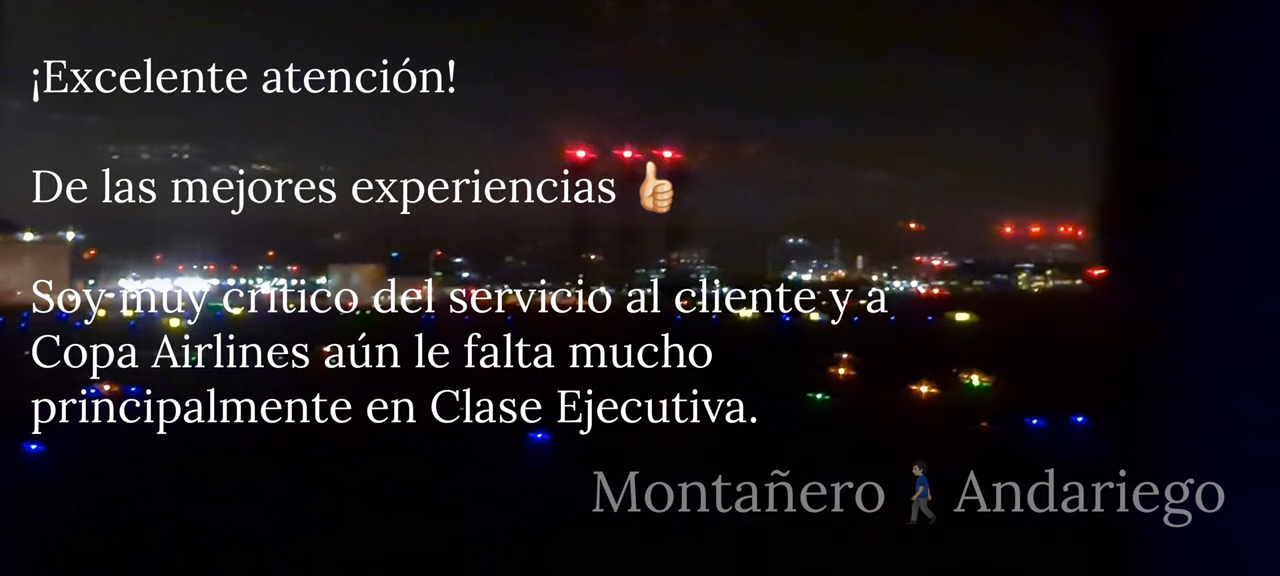 ¡Excelente atención!
De las mejores experiencias 👍🏼
Soy muy crítico del servicio al cliente y a
Copa Airlines aún le falta mucho
principalmente en Clase Ejecutiva.
Montañero 🚶🏻‍♂️ Andariego